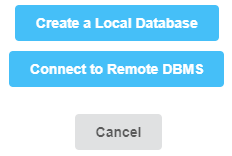 Create a Local Database
Connect to Remote DBMS
Cancel